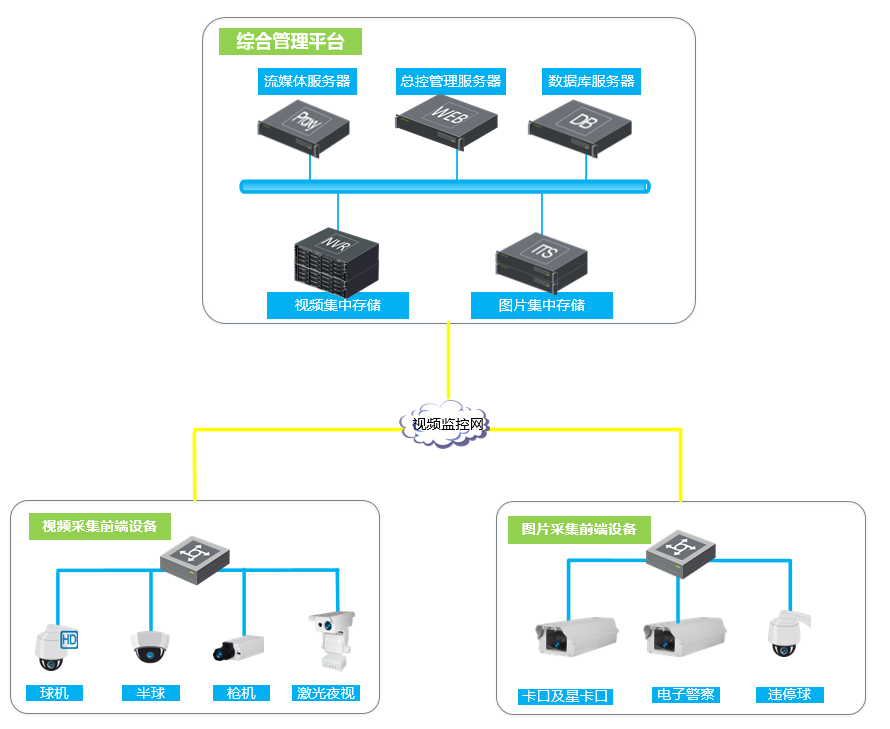 综合管理平台
流媒体服务器
总控管理服务器
数据库服务器
Proxy
WEB
DB
NVR
ITS
视频集中存储
图片集中存储
视频监控网
视频采集前端设备
图片采集前端设备
HD
球机
半球
枪机
激光夜视
卡口及星卡口
电子警察
违停球